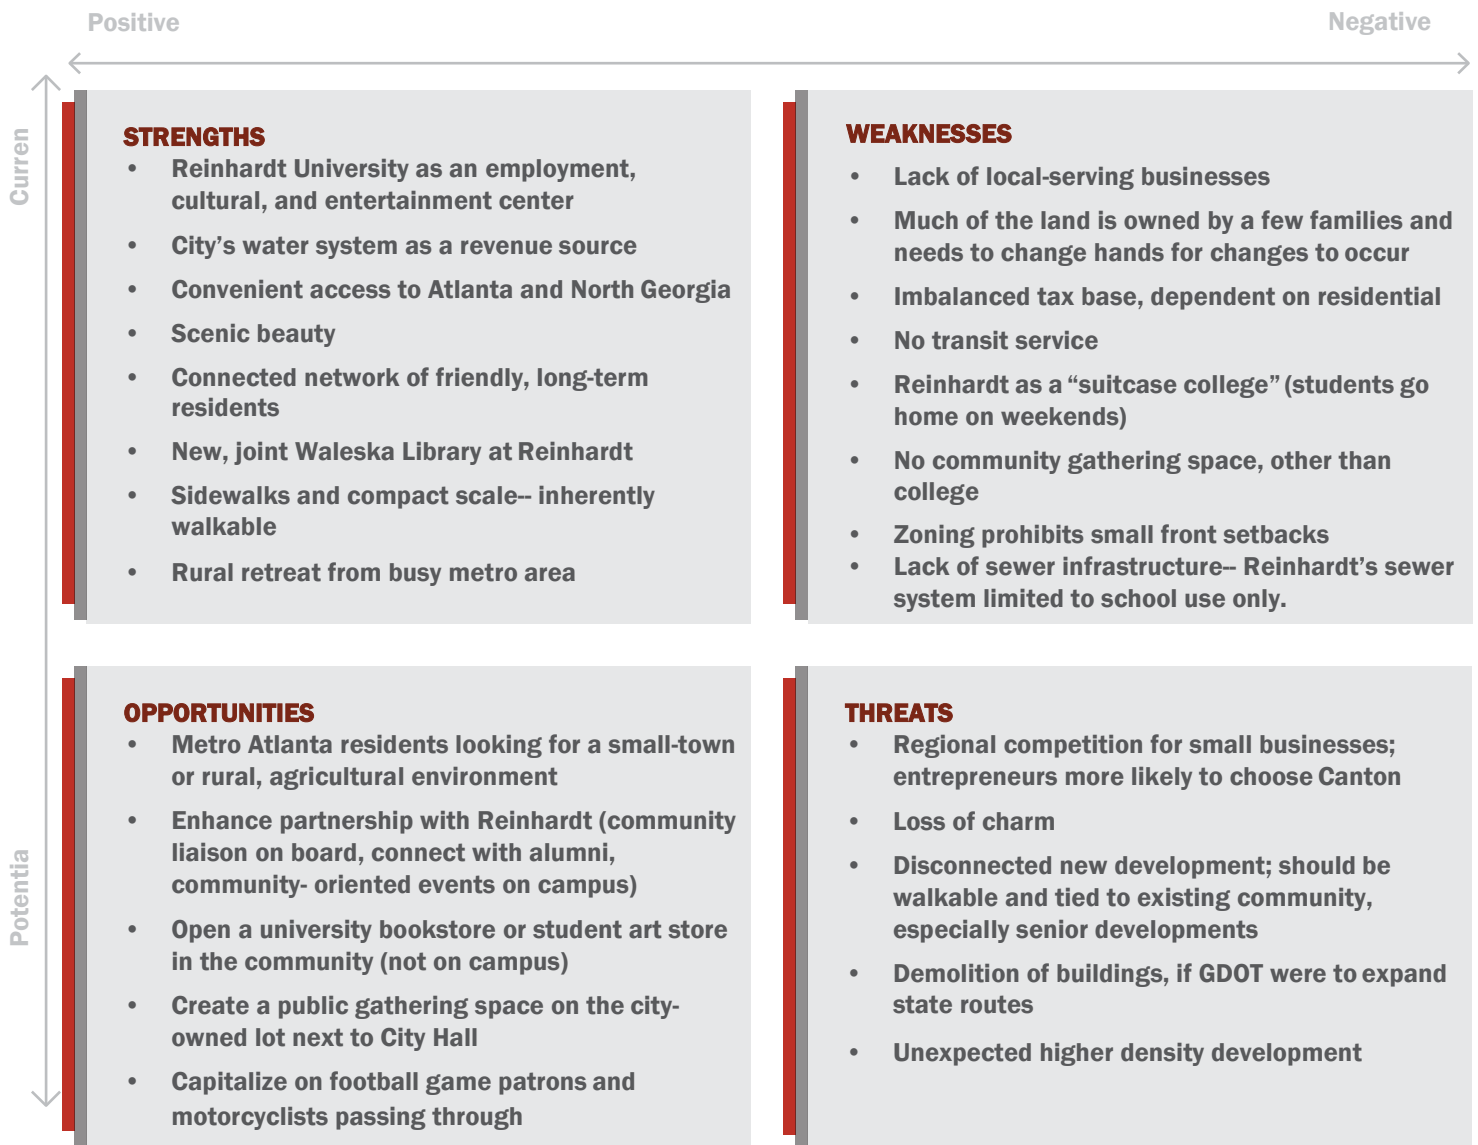 Positive
Negative
Curren
STRENGTHS
• Reinhardt University as an employment,
cultural, and entertainment center
• City’s water system as a revenue source
• Convenient access to Atlanta and North Georgia
• Scenic beauty
• Connected network of friendly, long-term
residents
• New, joint Waleska Library at Reinhardt
• Sidewalks and compact scale-- inherently
walkable
• Rural retreat from busy metro area
WEAKNESSES
• Lack of local-serving businesses
• Much of the land is owned by a few families and
needs to change hands for changes to occur
• Imbalanced tax base, dependent on residential
• No transit service
• Reinhardt as a “suitcase college” (students go
home on weekends)
• No community gathering space, other than
college
• Zoning prohibits small front setbacks
• Lack of sewer infrastructure-- Reinhardt’s sewer
system limited to school use only.
Potentia
OPPORTUNITIES
• Metro Atlanta residents looking for a small-town
or rural, agricultural environment
• Enhance partnership with Reinhardt (community
liaison on board, connect with alumni,
community- oriented events on campus)
• Open a university bookstore or student art store
in the community (not on campus)
• Create a public gathering space on the city-
owned lot next to City Hall
• Capitalize on football game patrons and
motorcyclists passing through
THREATS
• Regional competition for small businesses;
entrepreneurs more likely to choose Canton
• Loss of charm
• Disconnected new development; should be
walkable and tied to existing community,
especially senior developments
• Demolition of buildings, if GDOT were to expand
state routes
• Unexpected higher density development